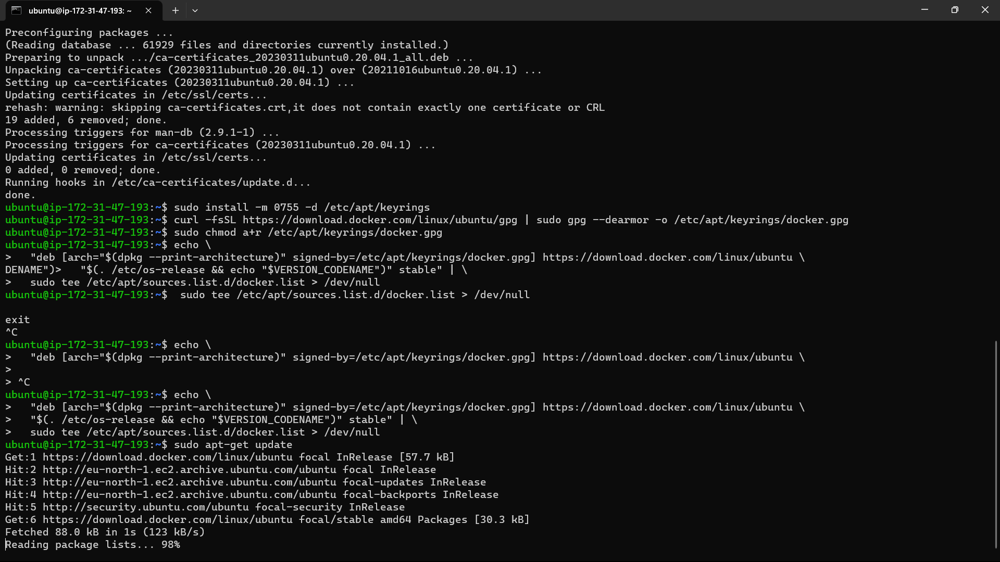 ubuntu@ip-172-31-47-193: ~
Preconfiguring packages ...
(Reading database ... 61929 files and directories currently installed.)
Preparing to unpack .../ca-certificates_20230311ubuntu0.20.04.1_all.deb ...
Unpacking ca-certificates (20230311ubuntu0.20.04.1) over (20211016ubuntu0.20.04.1) ...
Setting up ca-certificates (20230311ubuntu0.20.04.1) ...
Updating certificates in /etc/ssl/certs...
rehash: warning: skipping ca-certificates.crt,it does not contain exactly one certificate or CRL
19 added, 6 removed; done.
Processing triggers for man-db (2.9.1-1) ...
Processing triggers for ca-certificates (20230311ubuntu0.20.04.1) ...
Updating certificates in /etc/ssl/certs...
0 added, 0 removed; done.
Running hooks in /etc/ca-certificates/update.d...
done.
ubuntu@ip-172-31-47-193:~$ sudo install -m 0755 -d /etc/apt/keyrings
ubuntu@ip-172-31-47-193:~$ curl -fsSL https://download.docker.com/linux/ubuntu/gpg | sudo gpg --dearmor -o /etc/apt/keyrings/docker.gpg
ubuntu@ip-172-31-47-193:~$ sudo chmod a+r /etc/apt/keyrings/docker.gpg
ubuntu@ip-172-31-47-193:~$ echo \
>   "deb [arch="$(dpkg --print-architecture)" signed-by=/etc/apt/keyrings/docker.gpg] https://download.docker.com/linux/ubuntu \
DENAME")>   "$(. /etc/os-release && echo "$VERSION_CODENAME")" stable" | \
>   sudo tee /etc/apt/sources.list.d/docker.list > /dev/null
ubuntu@ip-172-31-47-193:~$  sudo tee /etc/apt/sources.list.d/docker.list > /dev/null

exit
^C
ubuntu@ip-172-31-47-193:~$ echo \
>   "deb [arch="$(dpkg --print-architecture)" signed-by=/etc/apt/keyrings/docker.gpg] https://download.docker.com/linux/ubuntu \
>
> ^C
ubuntu@ip-172-31-47-193:~$ echo \
>   "deb [arch="$(dpkg --print-architecture)" signed-by=/etc/apt/keyrings/docker.gpg] https://download.docker.com/linux/ubuntu \
>   "$(. /etc/os-release && echo "$VERSION_CODENAME")" stable" | \
>   sudo tee /etc/apt/sources.list.d/docker.list > /dev/null
ubuntu@ip-172-31-47-193:~$ sudo apt-get update
Get:1 https://download.docker.com/linux/ubuntu focal InRelease [57.7 kB]
Hit:2 http://eu-north-1.ec2.archive.ubuntu.com/ubuntu focal InRelease
Hit:3 http://eu-north-1.ec2.archive.ubuntu.com/ubuntu focal-updates InRelease
Hit:4 http://eu-north-1.ec2.archive.ubuntu.com/ubuntu focal-backports InRelease
Hit:5 http://security.ubuntu.com/ubuntu focal-security InRelease
Get:6 https://download.docker.com/linux/ubuntu focal/stable amd64 Packages [30.3 kB]
Fetched 88.0 kB in 1s (123 kB/s)
Reading package lists... 98%